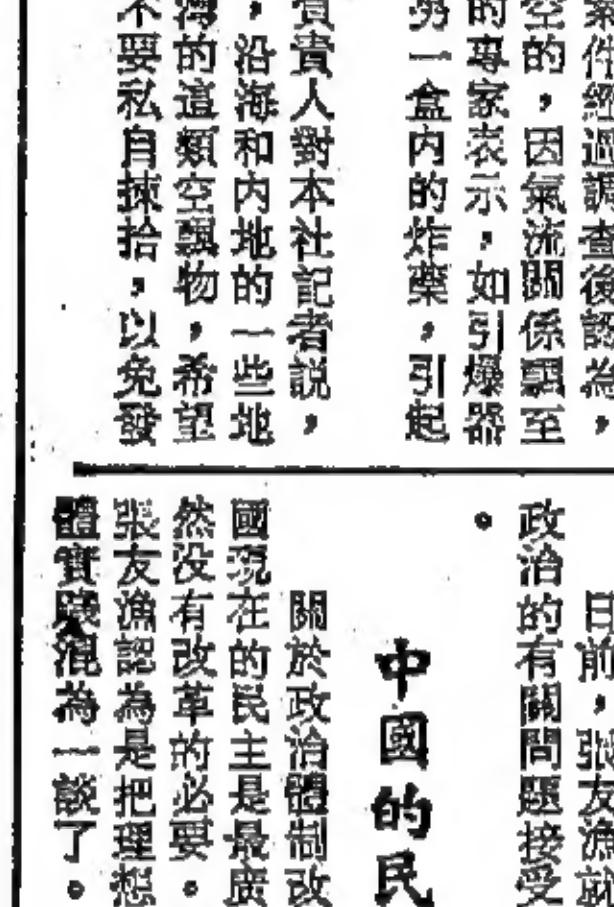 案件經過調查後認為，
空的，因氣流關係飄至
的專家表示，如引爆器
另一盒内的炸藥，引起
負責人對本社記者説，
，沿海和内地的一些地
灣的這類空飄物，希望
不要私自揀拾，以免發
日前，張友漁就
政治的有關問題接受
。
中國的民
關於政治體制改
國現在的民主是最廣
然没有改革的必要。
張友漁認為是把理想
體實踐混為一談了。